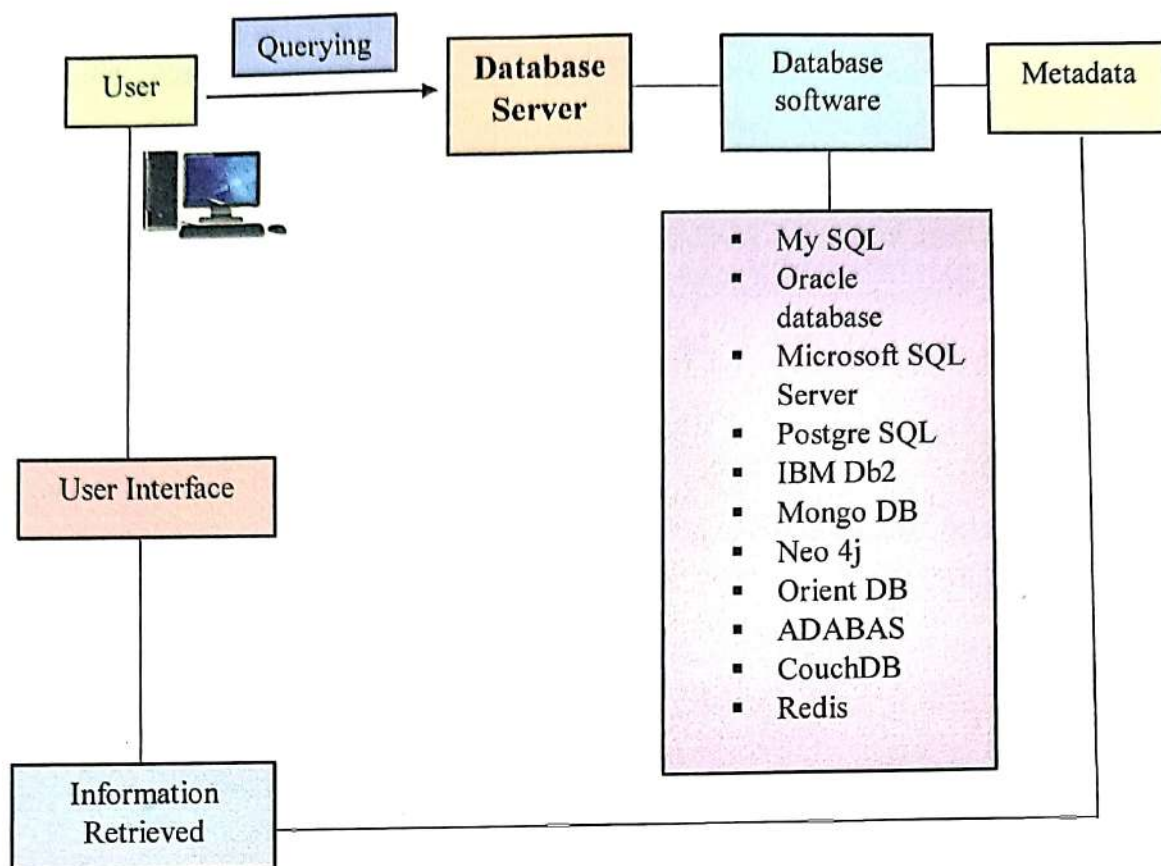 Querying
User
Database
Server
Database
software
Metadata
▪ My SQL
▪ Oracle
database
▪ Microsoft SQL
Server
▪ Postgre SQL
▪ IBM Db2
▪ Mongo DB
▪ Neo 4j
▪ Orient DB
▪ ADABAS
▪ CouchDB
▪ Redis
User Interface
Information
Retrieved